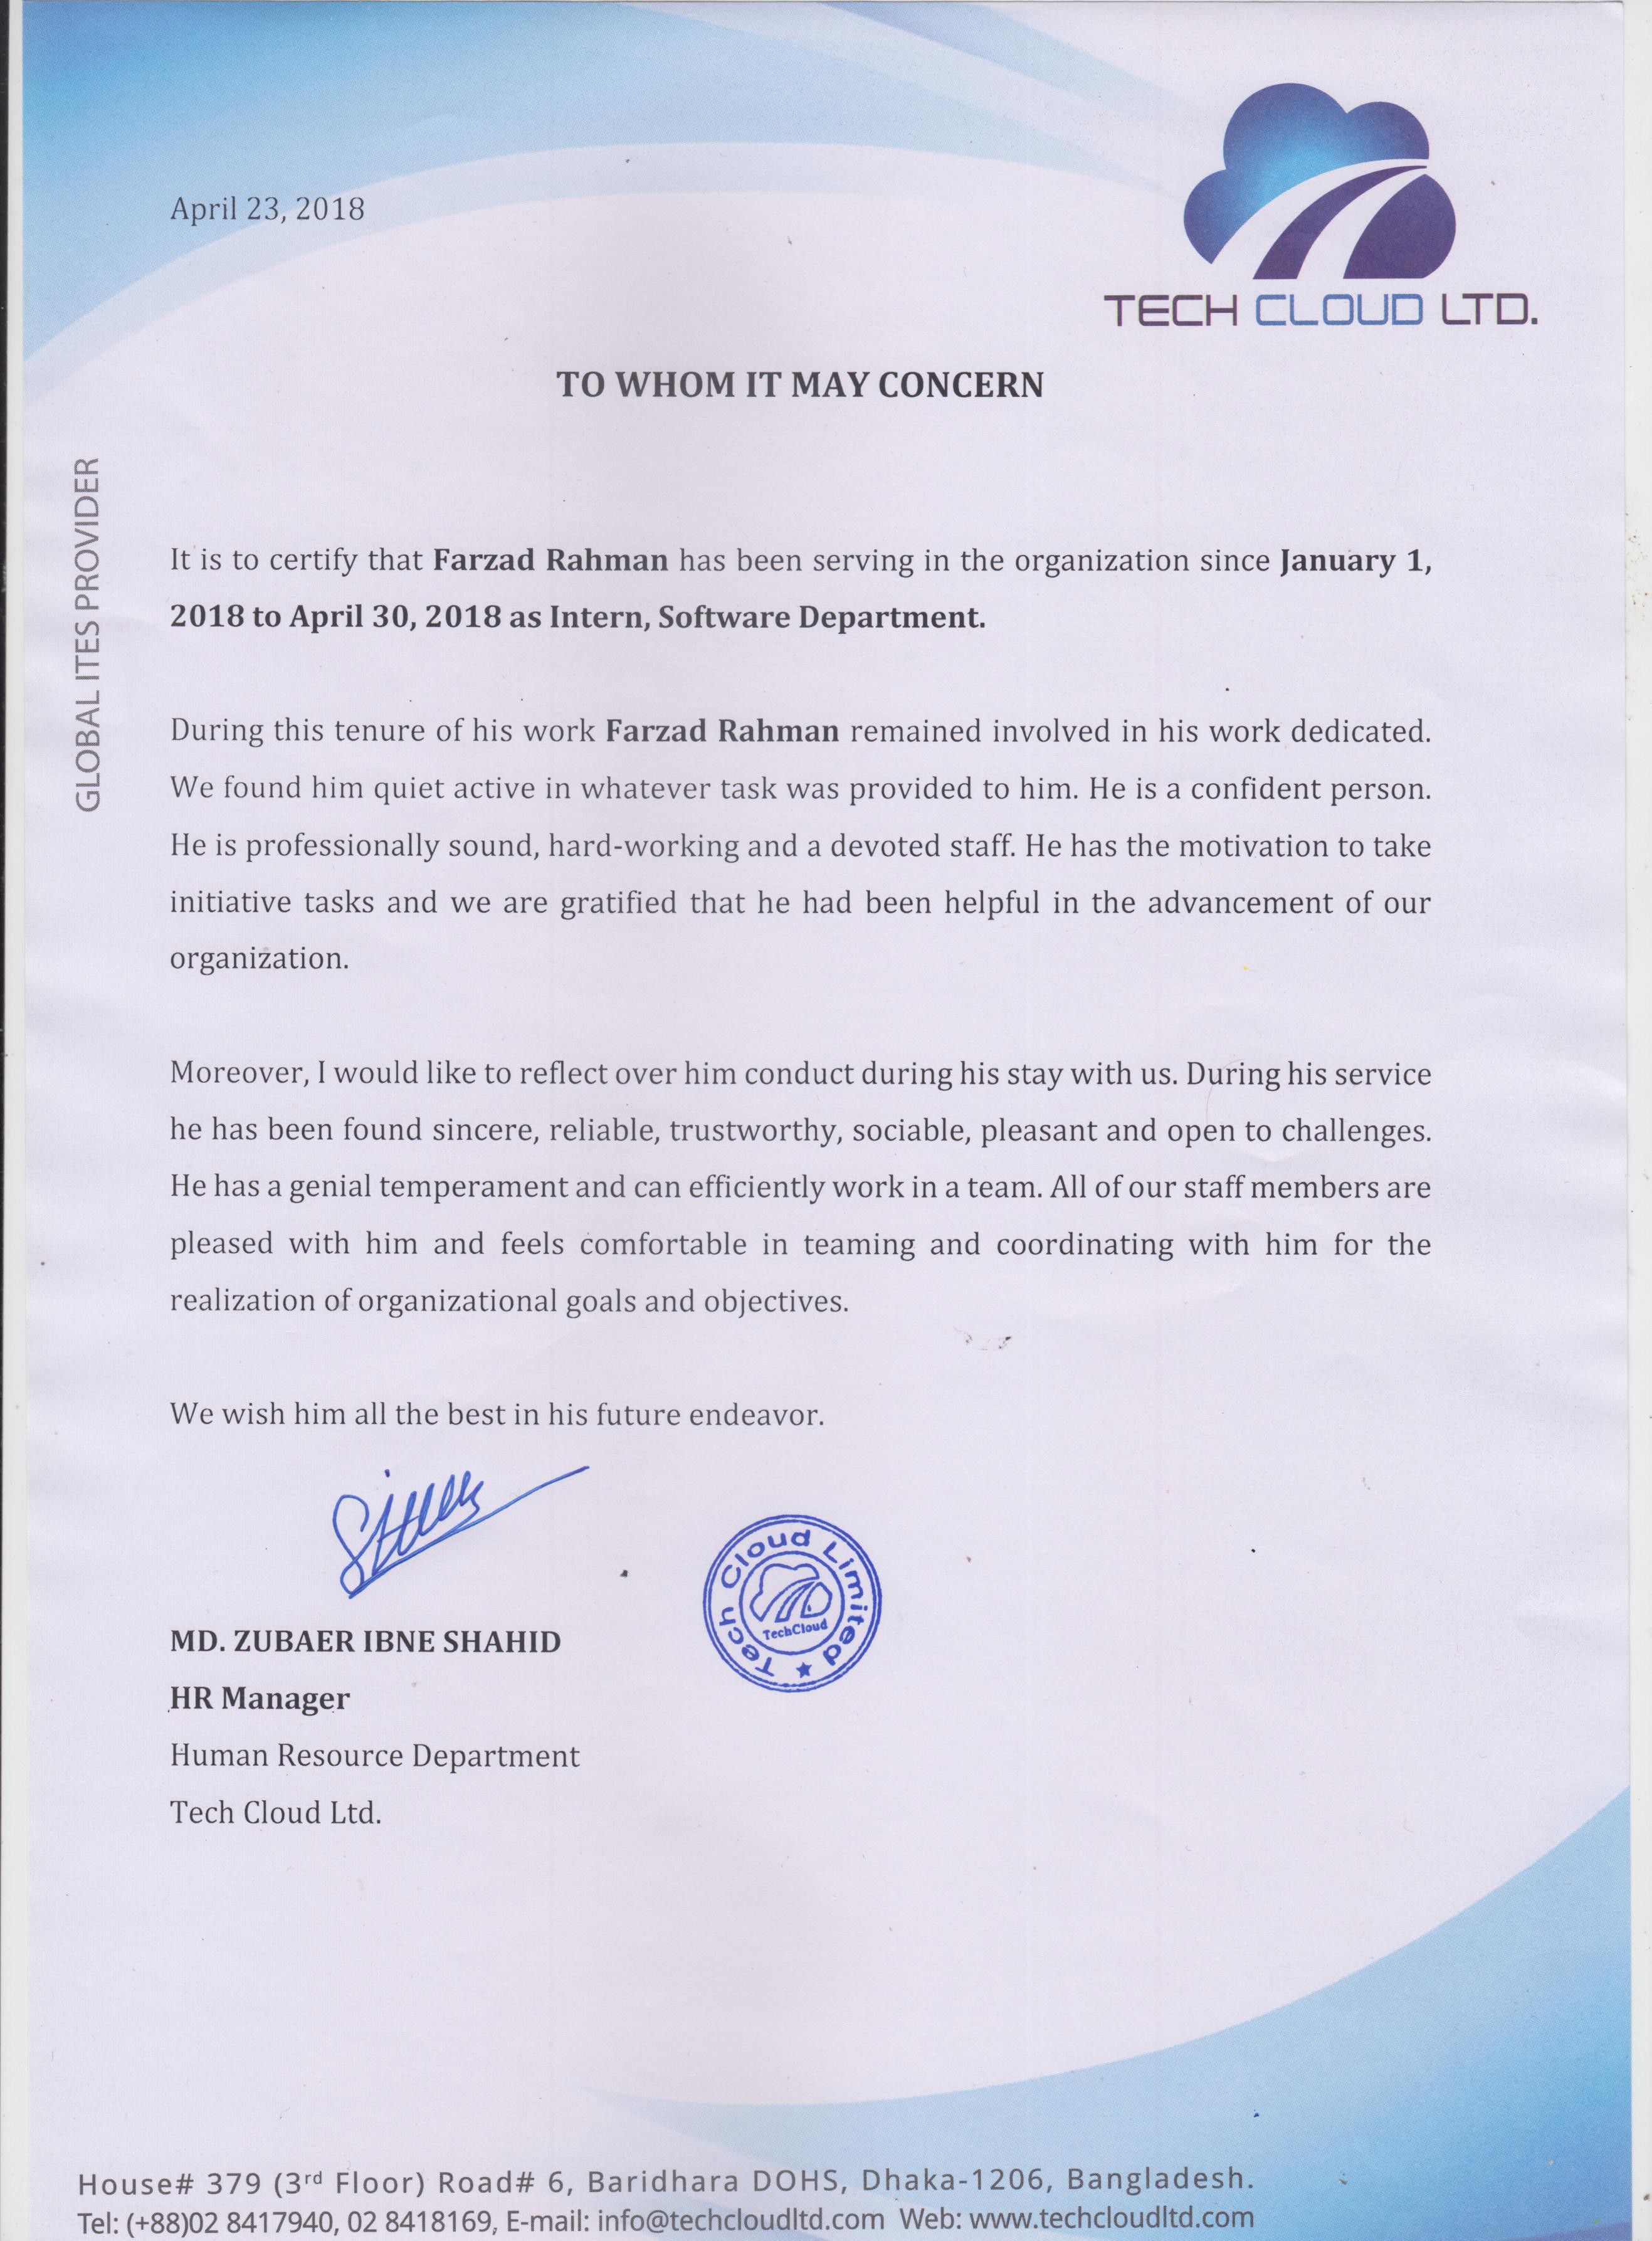 April 23, 2018
TECH CLOUD LTD.
TO WHOM IT MAY CONCERN
GLOBAL ITES PROVIDER
It is to certify that Farzad Rahman has been serving in the organization since January 1,
2018 to April 30, 2018 as Intern, Software Department.
During this tenure of his work Farzad Rahman remained involved in his work dedicated.
We found him quiet active in whatever task was provided to him. He is a confident person.
He is professionally sound, hard-working and a devoted staff. He has the motivation to take
initiative tasks and we are gratified that he had been helpful in the advancement of our
organization.
Moreover, I would like to reflect over him conduct during his stay with us. During his service
he has been found sincere, reliable, trustworthy, sociable, pleasant and open to challenges.
He has a genial temperament and can efficiently work in a team. All of our staff members are
pleased with him and feels comfortable in teaming and coordinating with him for the
realization of organizational goals and objectives.
We wish him all the best in his future endeavor.
Tech Cloud Limited ★
TechCloud
MD. ZUBAER IBNE SHAHID
HR Manager
Human Resource Department
Tech Cloud Ltd.
House# 379 (3rd Floor) Road# 6, Baridhara DOHS, Dhaka-1206, Bangladesh.
Tel: (+88)02 8417940, 02 8418169, E-mail: info@techcloudltd.com Web: www.techcloudltd.com